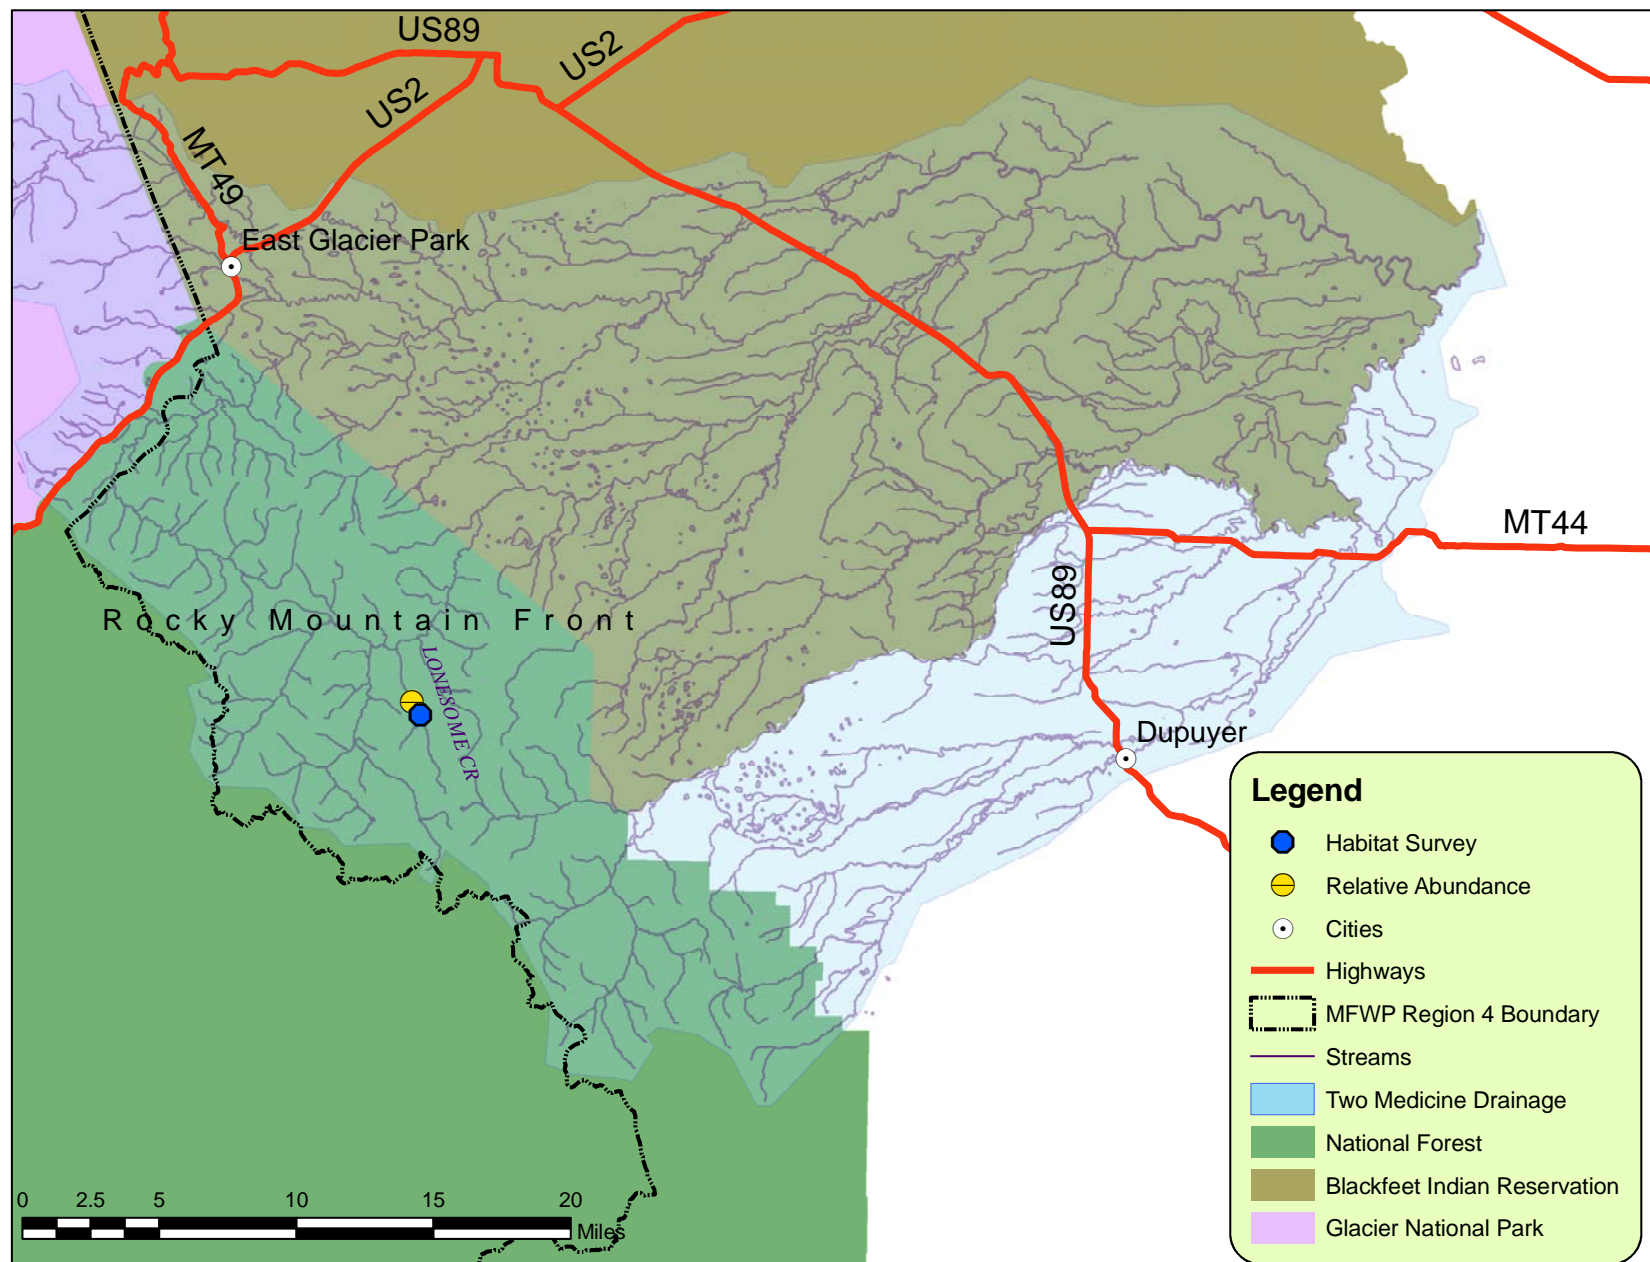 US89
US2
US2
MT49
East Glacier Park
MT44
US89
Rocky Mountain Front
LONESOME CR
Dupuyer
Legend
Habitat Survey
Relative Abundance
Cities
Highways
MFWP Region 4 Boundary
Streams
Two Medicine Drainage
National Forest
Blackfeet Indian Reservation
Glacier National Park
0 2.5 5 10 15 20
Miles